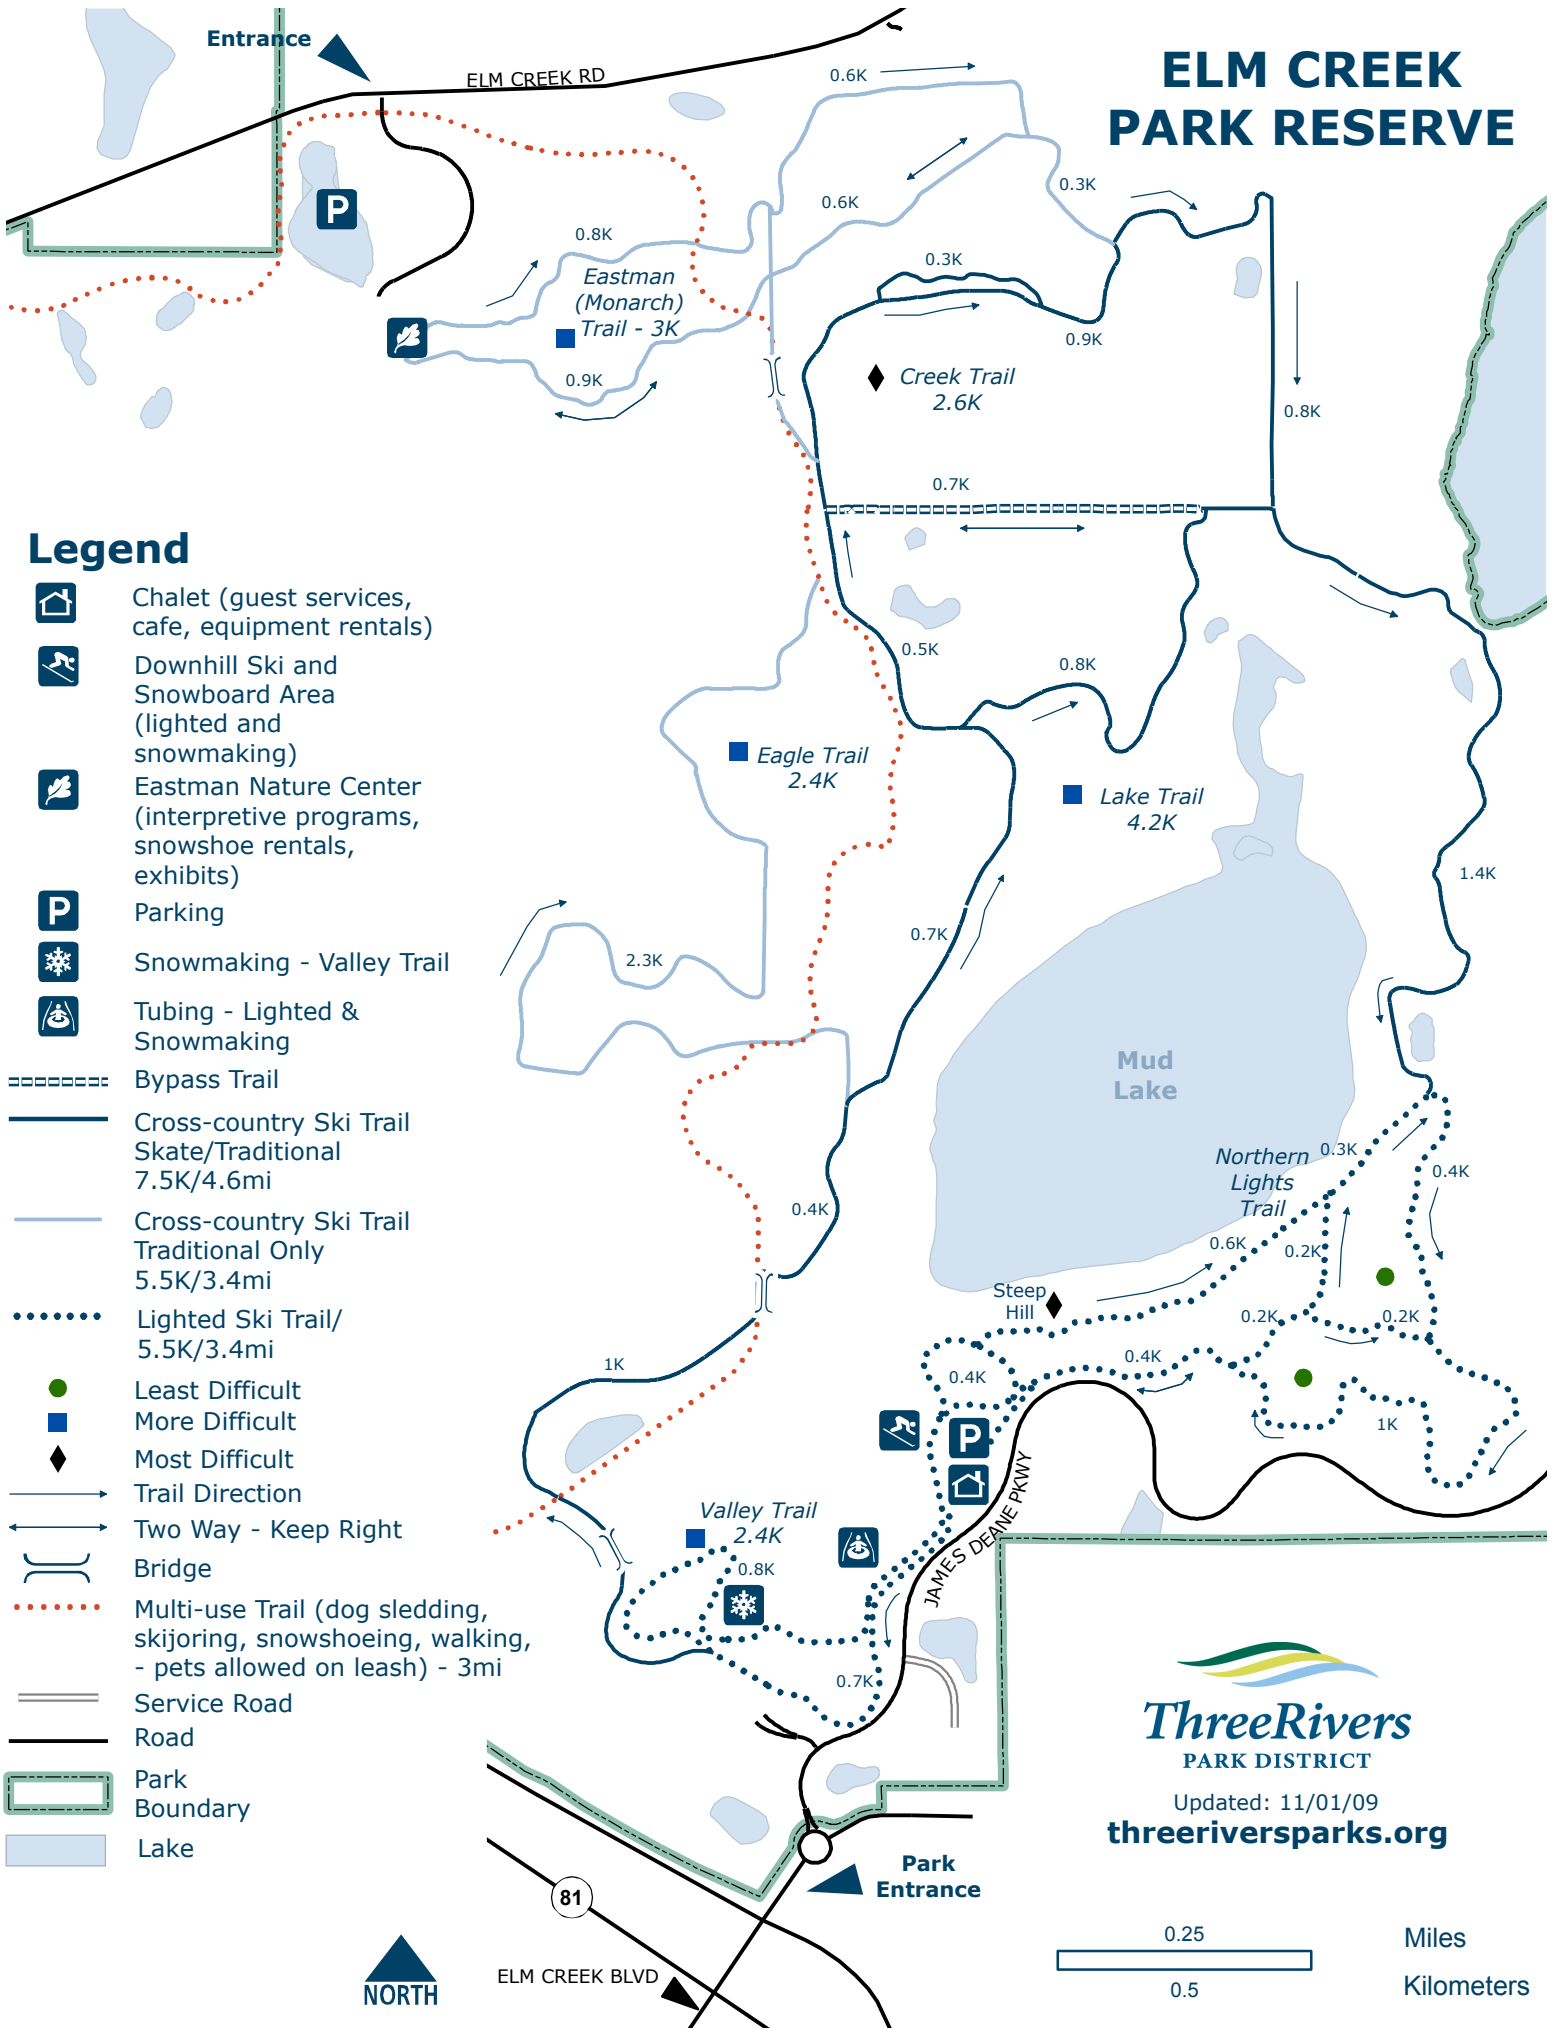 Entrance
ELM CREEK RD
ELM CREEK
PARK RESERVE
0.6K
0.6K
0.3K
P
0.8K
Eastman
(Monarch)
Trail - 3K
0.3K
0.9K
0.9K
Creek Trail
2.6K
0.8K
0.7K
Legend
Chalet (guest services,
cafe, equipment rentals)
Downhill Ski and
Snowboard Area
(lighted and
snowmaking)
Eastman Nature Center
(interpretive programs,
snowshoe rentals,
exhibits)
P
Parking
Snowmaking - Valley Trail
Tubing - Lighted &
Snowmaking
Bypass Trail
Cross-country Ski Trail
Skate/Traditional
7.5K/4.6mi
Cross-country Ski Trail
Traditional Only
5.5K/3.4mi
Lighted Ski Trail/
5.5K/3.4mi
Least Difficult
More Difficult
Most Difficult
Trail Direction
Two Way - Keep Right
Bridge
Multi-use Trail (dog sledding,
skijoring, snowshoeing, walking,
- pets allowed on leash) - 3mi
Service Road
Road
Park
Boundary
Lake
0.5K
0.8K
Eagle Trail
2.4K
Lake Trail
4.2K
1.4K
0.7K
2.3K
Mud
Lake
Northern
Lights
Trail
0.3K
0.4K
0.4K
0.6K
0.2K
Steep
Hill
0.2K
0.2K
1K
0.4K
0.4K
1K
P
JAMES DEANE PKWY
Valley Trail
2.4K
0.8K
0.7K
ThreeRivers
PARK DISTRICT
Updated: 11/01/09
threeriversparks.org
Park
Entrance
81
ELM CREEK BLVD
NORTH
0.25
Miles
0.5
Kilometers